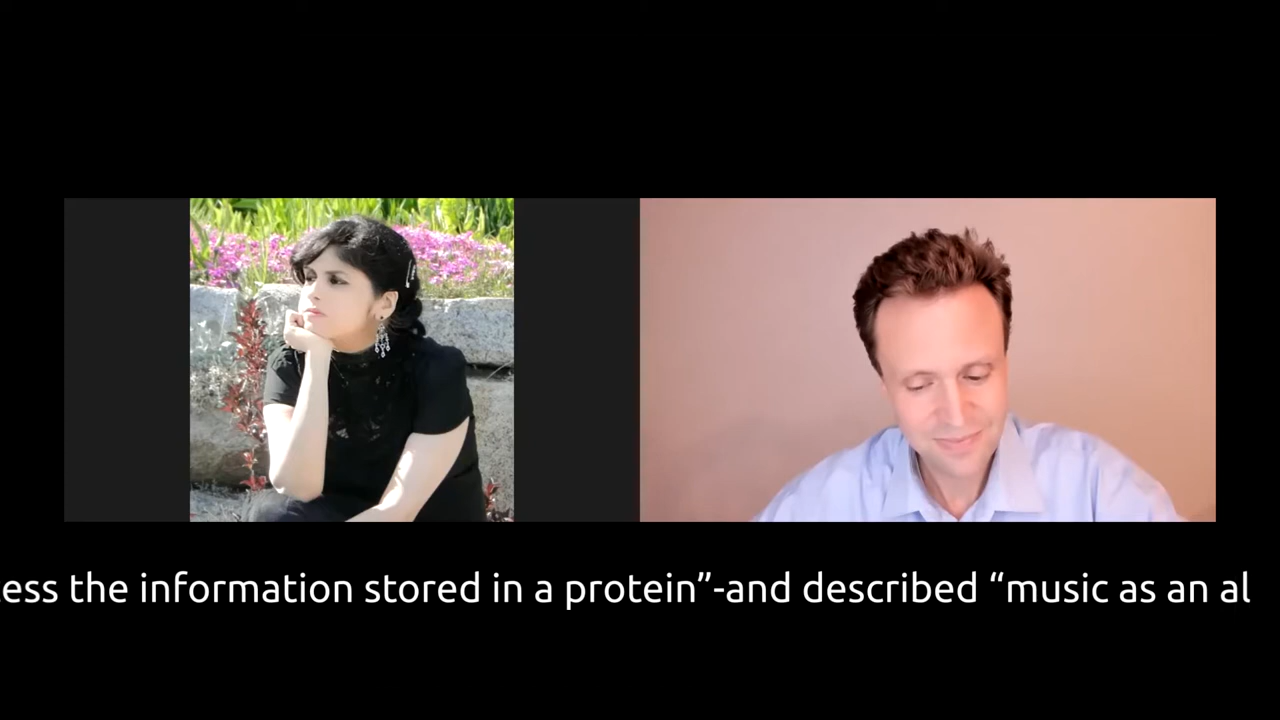 ess the information stored in a protein”-and described “music as an al